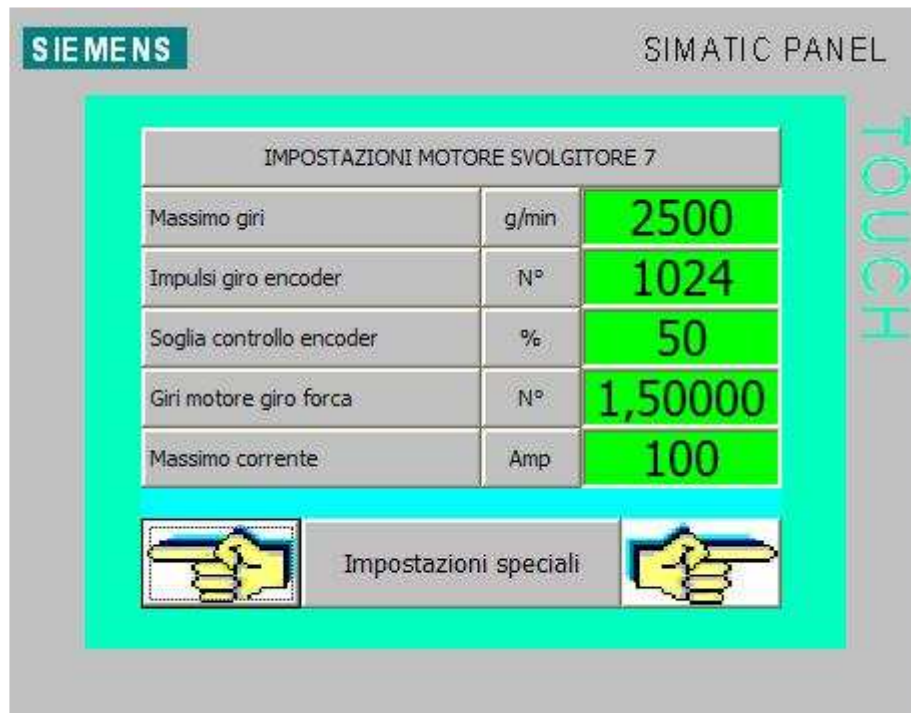 SIEMENS
SIMATIC PANEL
TOUCH
IMPOSTAZIONI MOTORE SVOLGITORE 7
Massimo giri g/min 2500
Impulsi giro encoder N° 1024
Soglia controllo encoder % 50
Giri motore giro forca N° 1,50000
Massimo corrente Amp 100
Impostazioni speciali